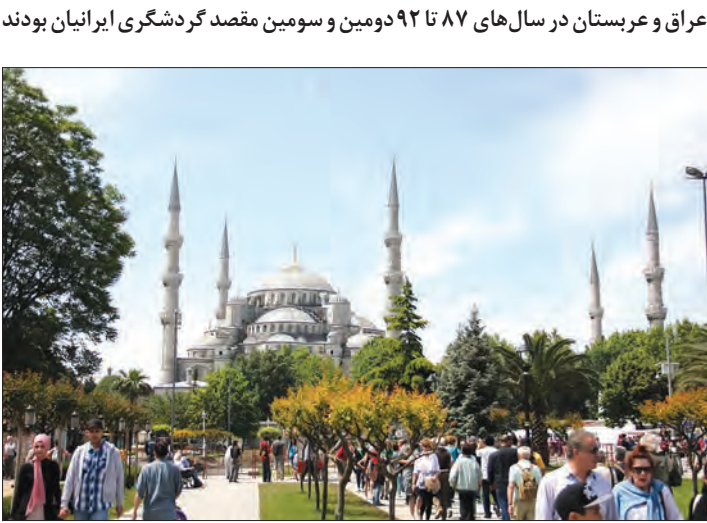 عراق و عربستان در سال‌های ۸۷ تا ۹۲ دومین و سومین مقصد گردشگری ایرانیان بودند